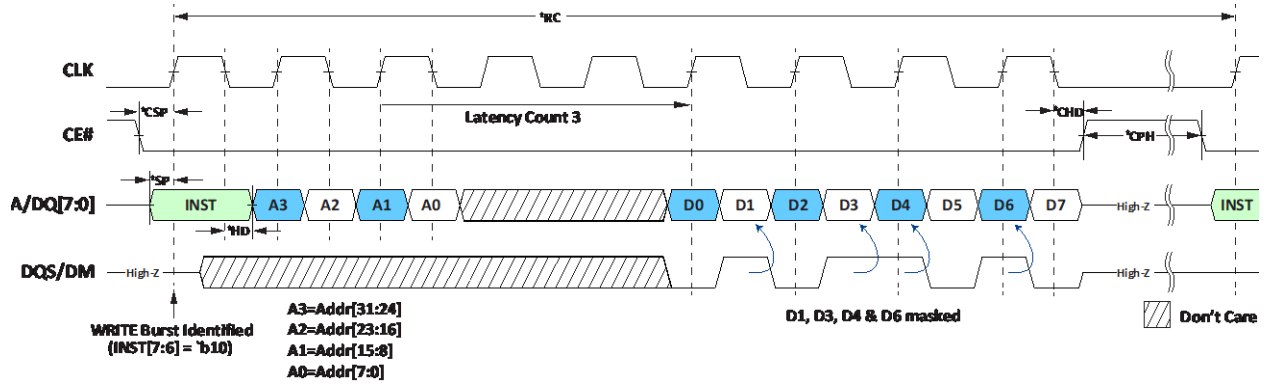 tRC
CLK
tCSP
Latency Count 3
tCHD
CE#
tCPH
tSP
A/DQ[7:0]
INST A3 A2 A1 A0 D0 D1 D2 D3 D4 D5 D6 D7 High-Z INST
tHD
DQS/DM High-Z High-Z
WRITE Burst Identified
(INST[7:6] = 'b10)
A3=Addr[31:24]
A2=Addr[23:16]
A1=Addr[15:8]
A0=Addr[7:0]
D1, D3, D4 & D6 masked
Don't Care